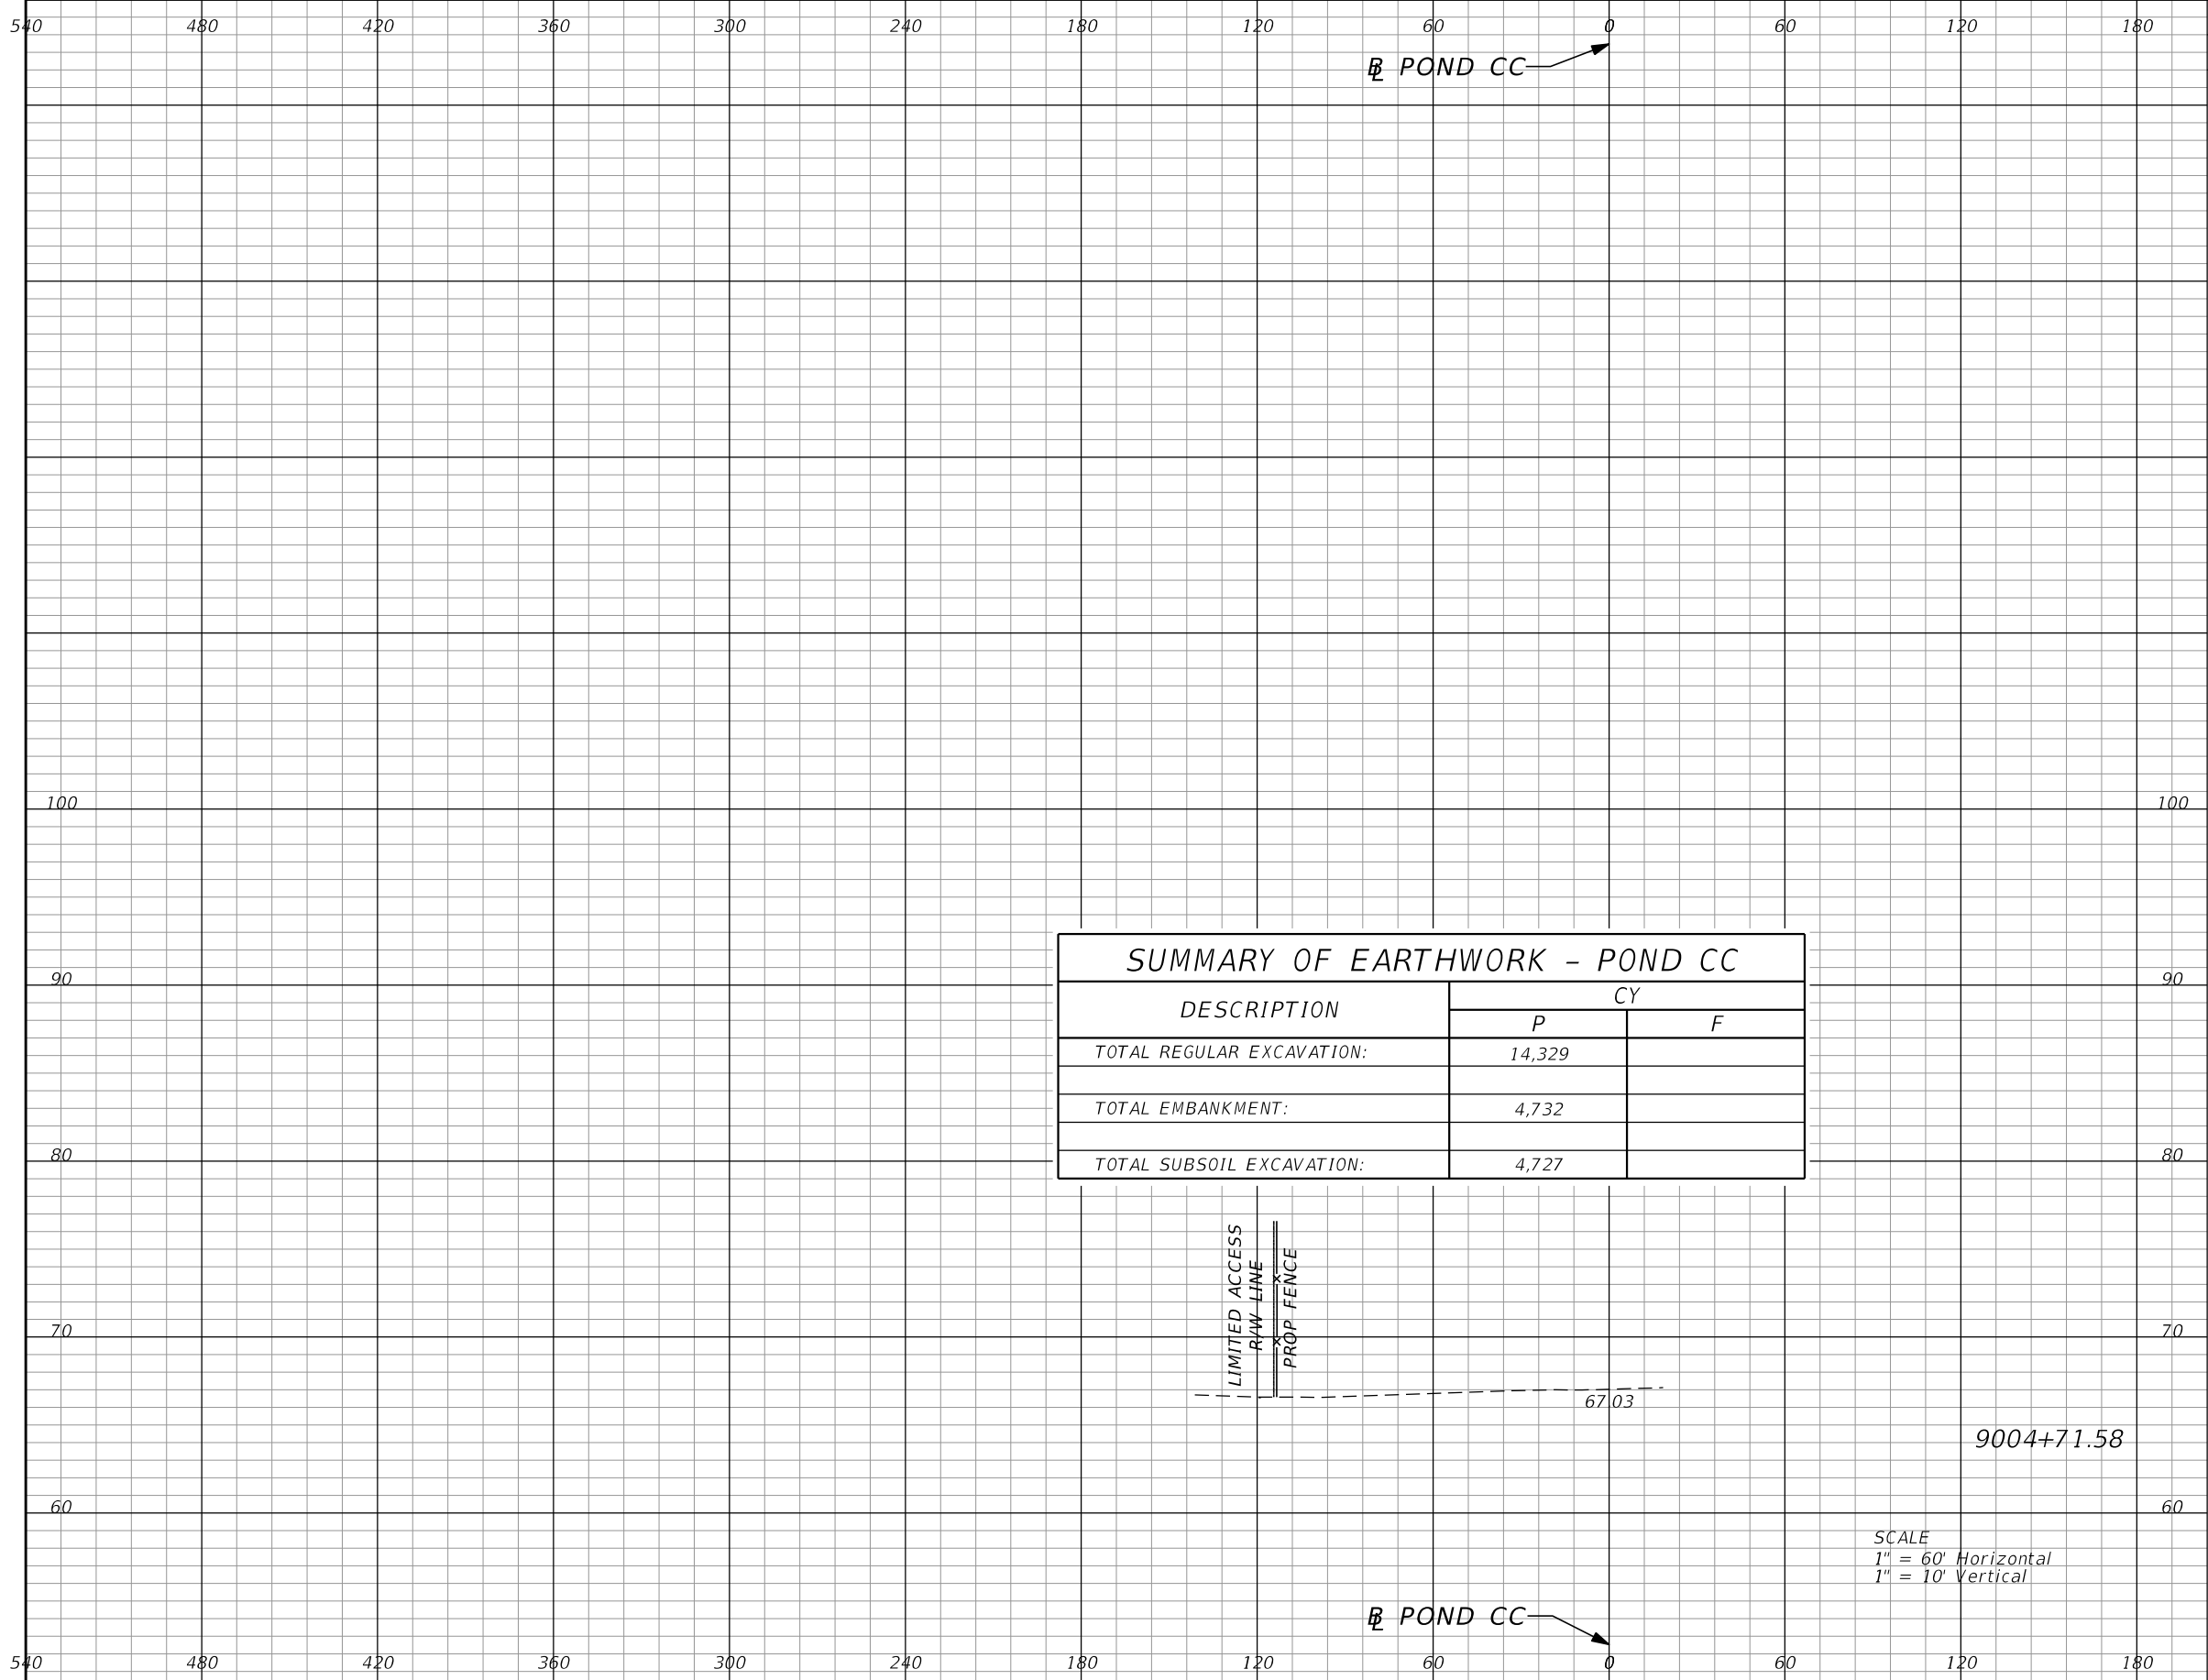 540 480 420 360 300 240 180 120 60 0 60 120 180
BL POND CC
100 100
SUMMARY OF EARTHWORK – POND CC
90 90
DESCRIPTION CY
P F
TOTAL REGULAR EXCAVATION: 14,329
TOTAL EMBANKMENT: 4,732
80 80
TOTAL SUBSOIL EXCAVATION: 4,727
LIMITED ACCESS
R/W LINE
PROP FENCE
70 70
67.03
9004+71.58
60 60
SCALE
1" = 60' Horizontal
1" = 10' Vertical
BL POND CC
540 480 420 360 300 240 180 120 60 0 60 120 180